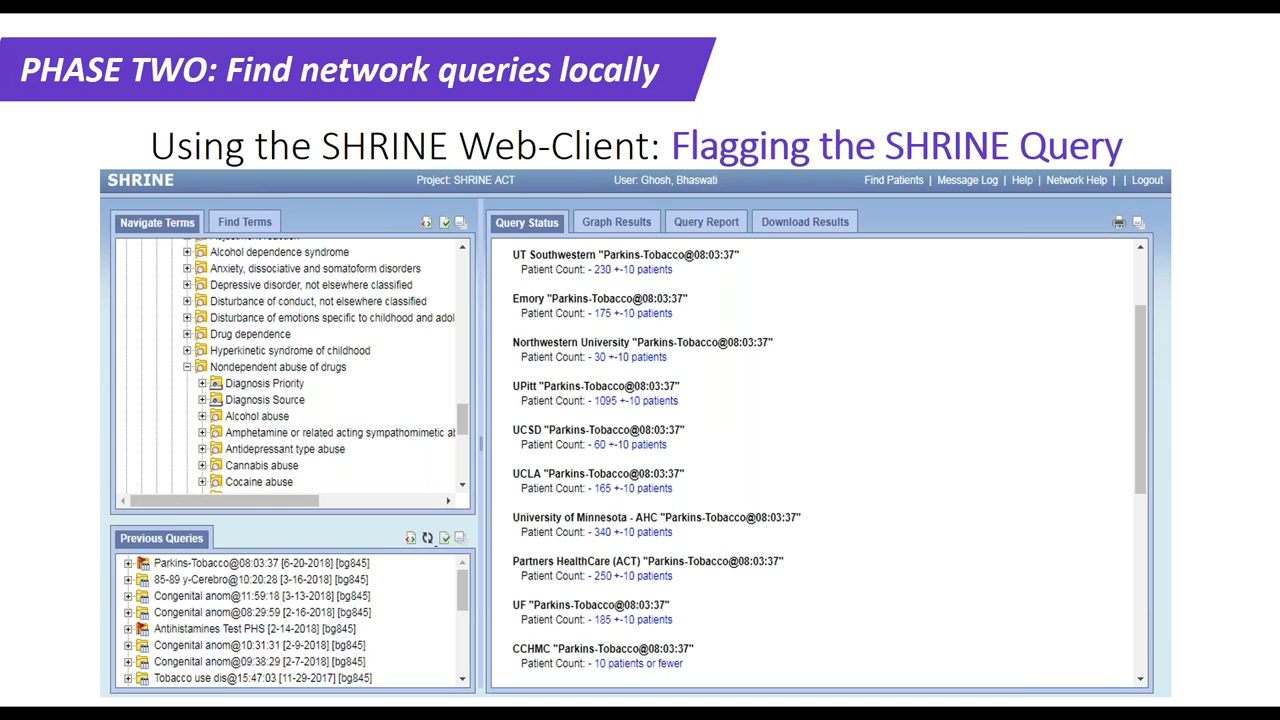 PHASE TWO: Find network queries locally
Using the SHRINE Web-Client: Flagging the SHRINE Query
SHRINE
Project: SHRINE ACT
User: Ghosh, Bhaswati
Find Patients | Message Log | Help | Network Help | | Logout
Navigate Terms
Find Terms
Alcohol dependence syndrome
Anxiety, dissociative and somatoform disorders
Depressive disorder, not elsewhere classified
Disturbance of conduct, not elsewhere classified
Disturbance of emotions specific to childhood and adol
Drug dependence
Hyperkinetic syndrome of childhood
Nondependent abuse of drugs
Diagnosis Priority
Diagnosis Source
Alcohol abuse
Amphetamine or related acting sympathomimetic ab
Antidepressant type abuse
Cannabis abuse
Cocaine abuse
Previous Queries
Parkins-Tobacco@08:03:37 [6-20-2018] [bg845]
85-89 y-Cerebro@10:20:28 [3-16-2018] [bg845]
Congenital anom@11:59:18 [3-13-2018] [bg845]
Congenital anom@08:29:59 [2-16-2018] [bg845]
Antihistamines Test PHS [2-14-2018] [bg845]
Congenital anom@10:31:31 [2-9-2018] [bg845]
Congenital anom@09:38:29 [2-7-2018] [bg845]
Tobacco use dis@15:47:03 [11-29-2017] [bg845]
Query Status
Graph Results
Query Report
Download Results
UT Southwestern "Parkins-Tobacco@08:03:37"
Patient Count: - 230 +-10 patients
Emory "Parkins-Tobacco@08:03:37"
Patient Count: - 175 +-10 patients
Northwestern University "Parkins-Tobacco@08:03:37"
Patient Count: - 30 +-10 patients
UPitt "Parkins-Tobacco@08:03:37"
Patient Count: - 1095 +-10 patients
UCSD "Parkins-Tobacco@08:03:37"
Patient Count: - 60 +-10 patients
UCLA "Parkins-Tobacco@08:03:37"
Patient Count: - 165 +-10 patients
University of Minnesota - AHC "Parkins-Tobacco@08:03:37"
Patient Count: - 340 +-10 patients
Partners HealthCare (ACT) "Parkins-Tobacco@08:03:37"
Patient Count: - 250 +-10 patients
UF "Parkins-Tobacco@08:03:37"
Patient Count: - 185 +-10 patients
CCHMC "Parkins-Tobacco@08:03:37"
Patient Count: - 10 patients or fewer